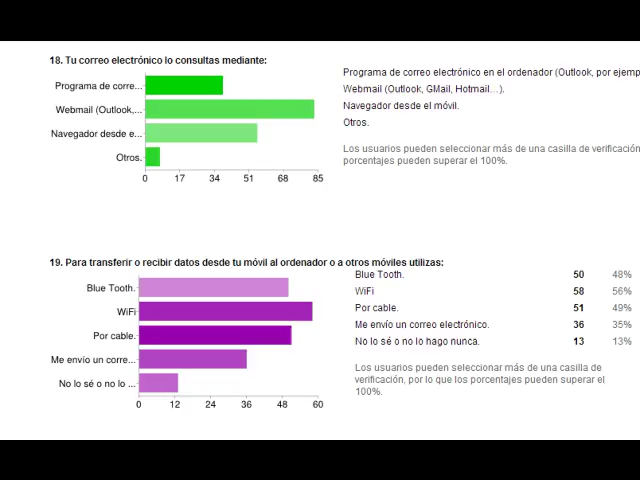 18. Tu correo electrónico lo consultas mediante:
Programa de corre...
Webmail (Outlook,...
Navegador desde e...
Otros.
0 17 34 51 68 85
Programa de correo electrónico en el ordenador (Outlook, por ejemp
Webmail (Outlook, GMail, Hotmail…).
Navegador desde el móvil.
Otros.
Los usuarios pueden seleccionar más de una casilla de verificación
porcentajes pueden superar el 100%.
19. Para transferir o recibir datos desde tu móvil al ordenador o a otros móviles utilizas:
Blue Tooth.
WiFi
Por cable.
Me envío un corre...
No lo sé o no lo ...
0 12 24 36 48 60
Blue Tooth. 50 48%
WiFi 58 56%
Por cable. 51 49%
Me envío un correo electrónico. 36 35%
No lo sé o no lo hago nunca. 13 13%
Los usuarios pueden seleccionar más de una casilla de
verificación, por lo que los porcentajes pueden superar el
100%.